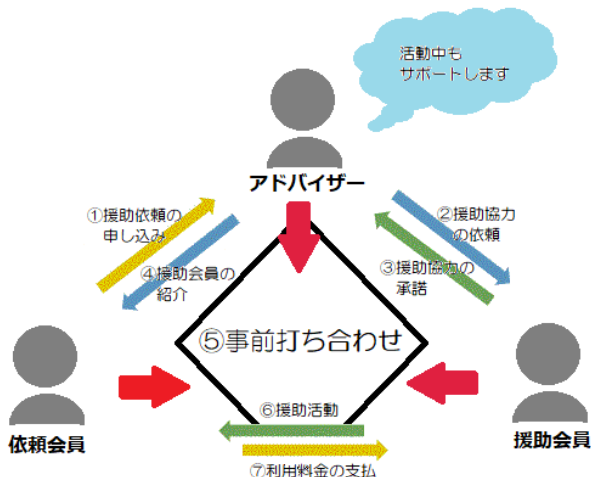 活動中も
サポートします
アドバイザー
①援助依頼の
申し込み
②援助協力
の依頼
③援助協力の
承諾
④援助会員の
紹介
⑤事前打ち合わせ
依頼会員
援助会員
⑥援助活動
⑦利用料金の支払